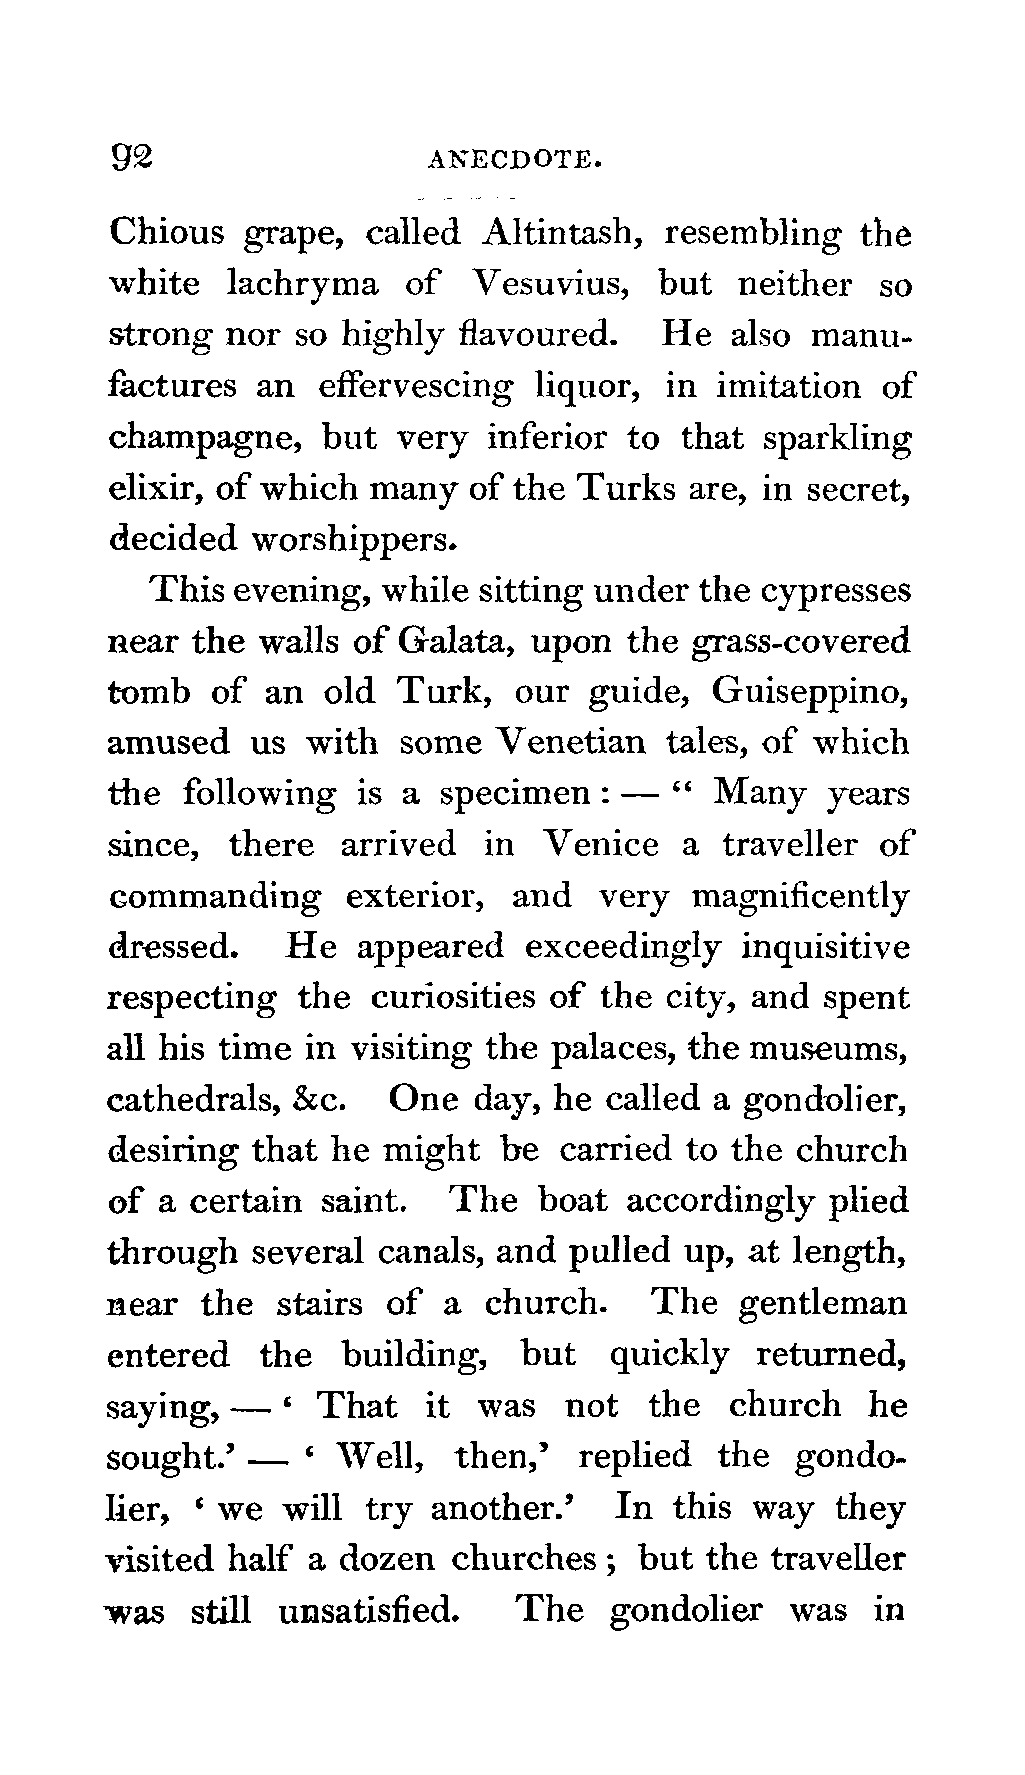 92 ANECDOTE.
Chious grape, called Altintash, resembling the
white lachryma of Vesuvius, but neither so
strong nor so highly flavoured. He also manu-
factures an effervescing liquor, in imitation of
champagne, but very inferior to that sparkling
elixir, of which many of the Turks are, in secret,
decided worshippers.
This evening, while sitting under the cypresses
near the walls of Galata, upon the grass-covered
tomb of an old Turk, our guide, Guiseppino,
amused us with some Venetian tales, of which
the following is a specimen : — “ Many years
since, there arrived in Venice a traveller of
commanding exterior, and very magnificently
dressed. He appeared exceedingly inquisitive
respecting the curiosities of the city, and spent
all his time in visiting the palaces, the museums,
cathedrals, &c. One day, he called a gondolier,
desiring that he might be carried to the church
of a certain saint. The boat accordingly plied
through several canals, and pulled up, at length,
near the stairs of a church. The gentleman
entered the building, but quickly returned,
saying, — ‘ That it was not the church he
sought.’ — ‘ Well, then,’ replied the gondo-
lier, ‘ we will try another.’ In this way they
visited half a dozen churches ; but the traveller
was still unsatisfied. The gondolier was in